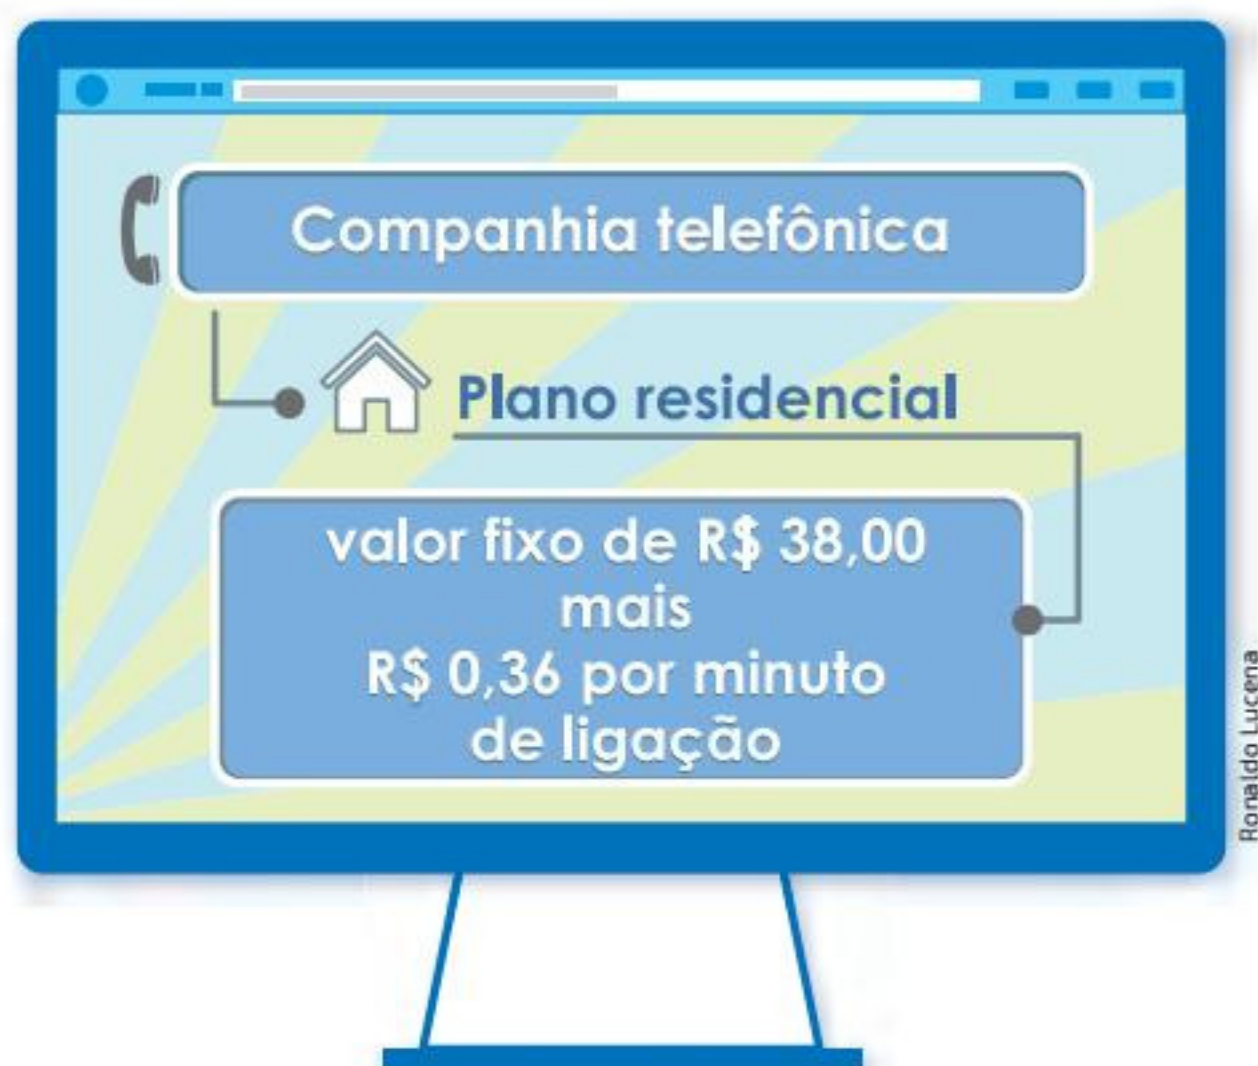 Companhia telefônica
Plano residencial
valor fixo de R$ 38,00
mais
R$ 0,36 por minuto
de ligação
Ronaldo Lucena